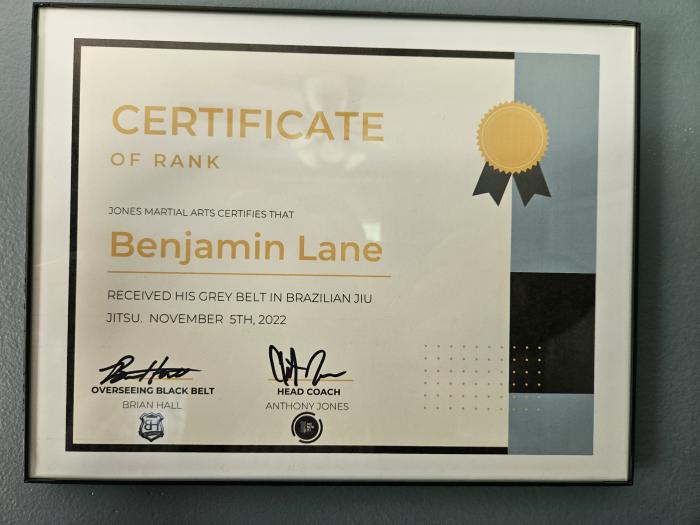 CERTIFICATE
OF RANK
JONES MARTIAL ARTS CERTIFIES THAT
Benjamin Lane
RECEIVED HIS GREY BELT IN BRAZILIAN JIU
JITSU. NOVEMBER 5TH, 2022
OVERSEEING BLACK BELT
BRIAN HALL
HEAD COACH
ANTHONY JONES